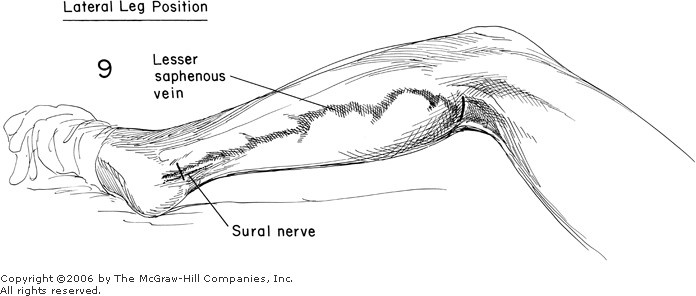 Lateral Leg Position
9
Lesser
saphenous
vein
Sural nerve
Copyright ©2006 by The McGraw-Hill Companies, Inc.
All rights reserved.